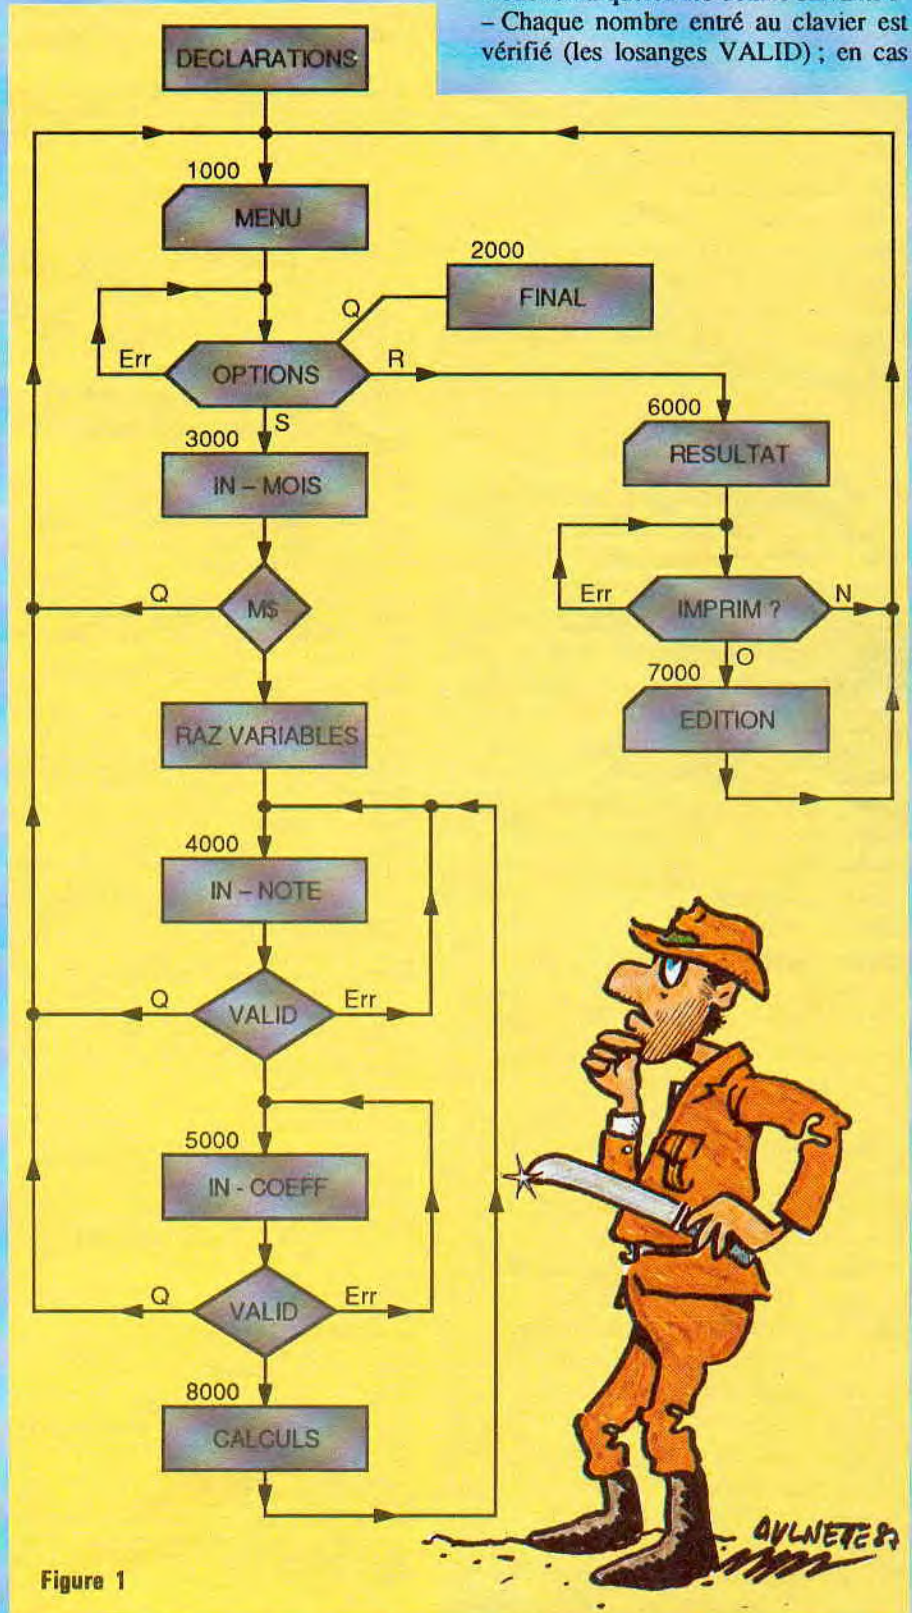 – Chaque nombre entré au clavier est
vérifié (les losanges VALID) ; en cas
DECLARATIONS
1000
MENU
2000
FINAL
Q
Err
OPTIONS
R
S
3000
IN – MOIS
6000
RESULTAT
Q
M$
Err
IMPRIM ?
N
O
7000
EDITION
RAZ VARIABLES
4000
IN – NOTE
Q
VALID
Err
5000
IN - COEFF
Q
VALID
Err
8000
CALCULS
Figure 1